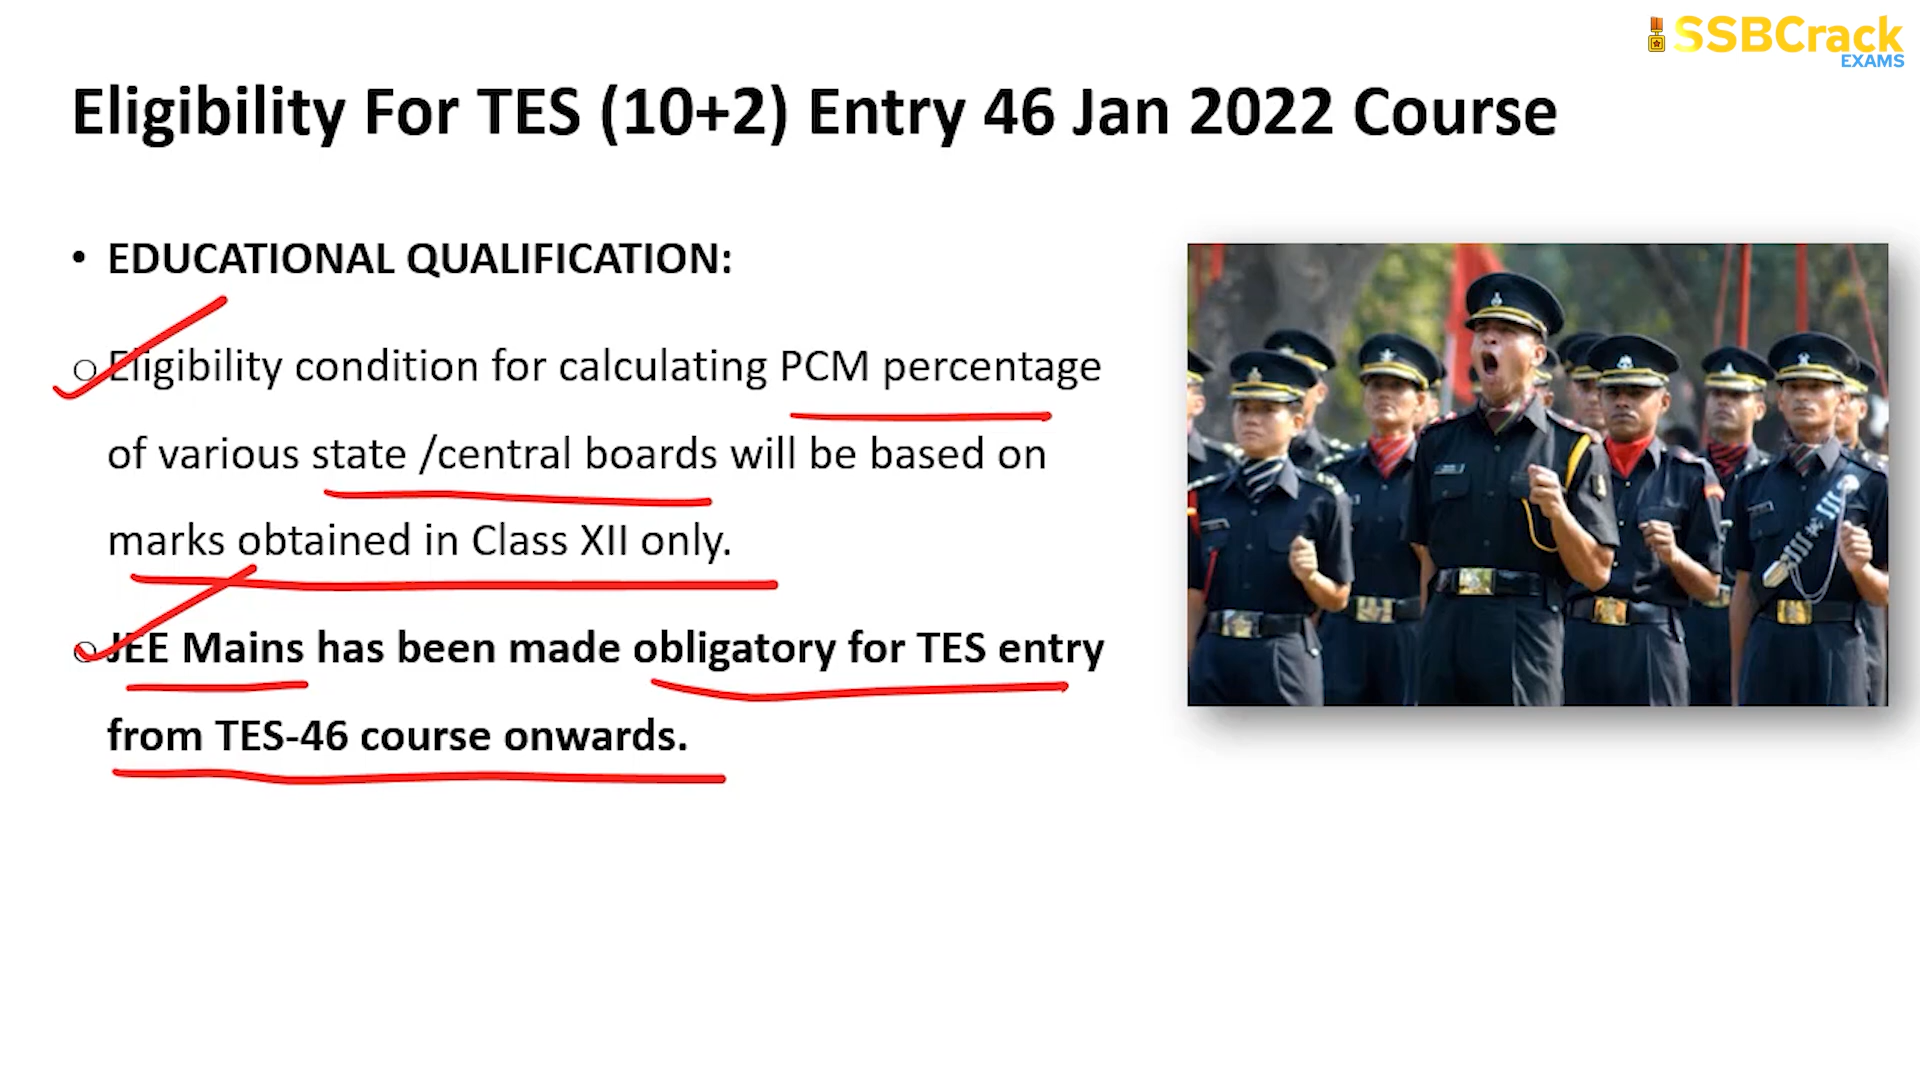 SSBCrack
EXAMS
Eligibility For TES (10+2) Entry 46 Jan 2022 Course
• EDUCATIONAL QUALIFICATION:
o Eligibility condition for calculating PCM percentage
of various state /central boards will be based on
marks obtained in Class XII only.
o JEE Mains has been made obligatory for TES entry
from TES-46 course onwards.